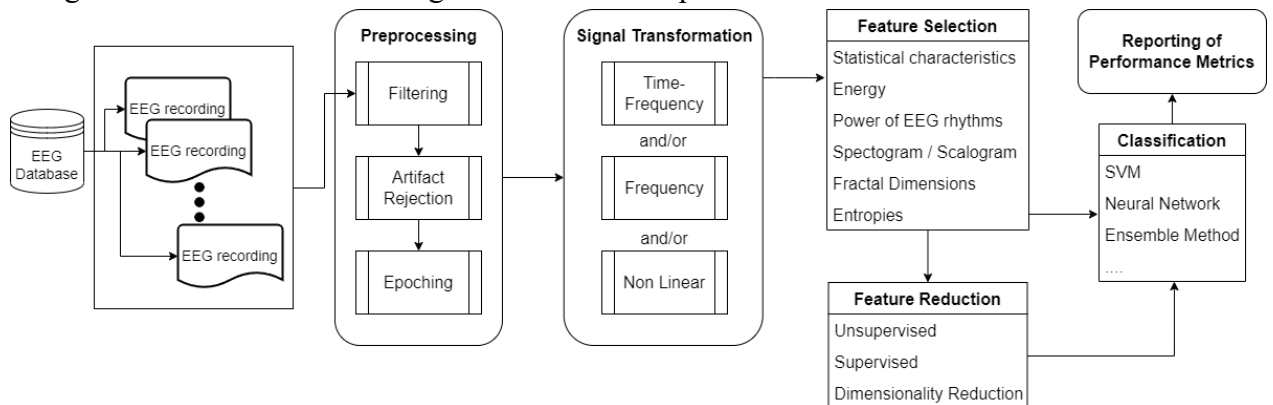 EEG
Database
EEG recording
EEG recording
EEG recording
Preprocessing
Filtering
Artifact
Rejection
Epoching
Signal Transformation
Time-
Frequency
and/or
Frequency
and/or
Non Linear
Feature Selection
Statistical characteristics
Energy
Power of EEG rhythms
Spectogram / Scalogram
Fractal Dimensions
Entropies
Feature Reduction
Unsupervised
Supervised
Dimensionality Reduction
Reporting of
Performance Metrics
Classification
SVM
Neural Network
Ensemble Method
....